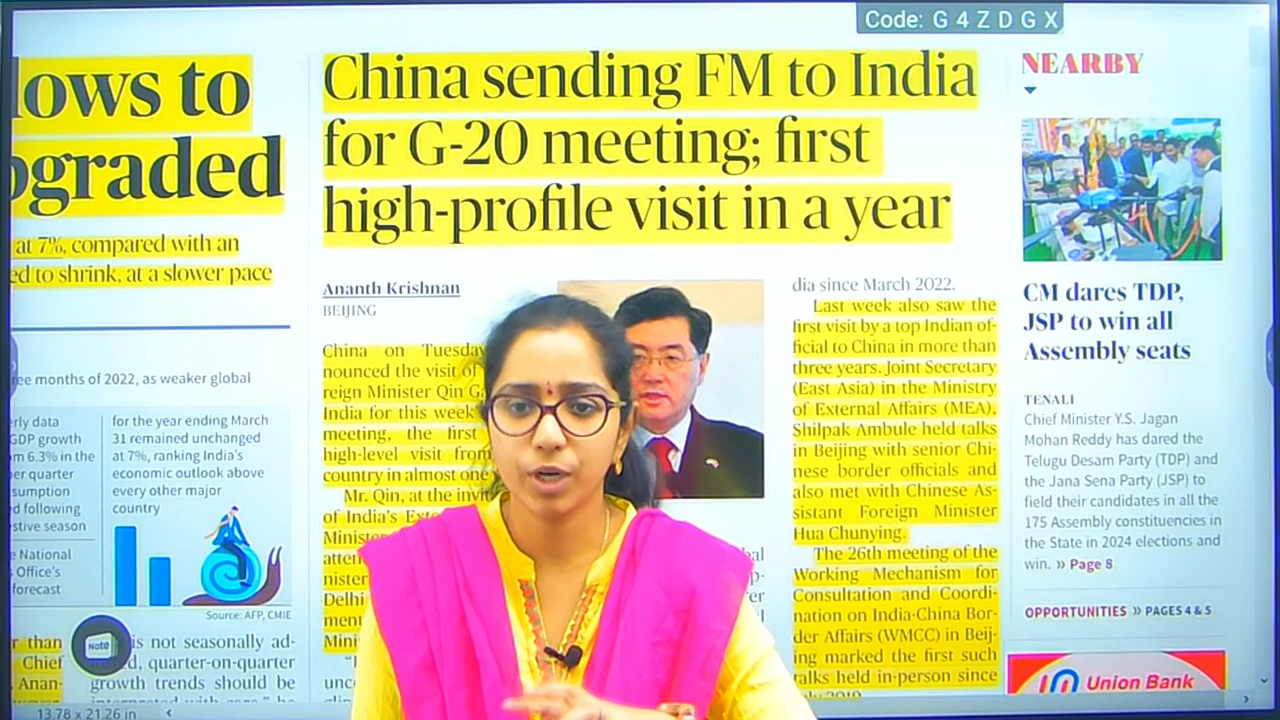 Code: G 4 Z D G X
lows to
pgraded
at 7%, compared with an
ed to shrink, at a slower pace
ree months of 2022, as weaker global
erly data
GDP growth
m 6.3% in the
er quarter
sumption
d following
stive season
e National
Office's
forecast
for the year ending March
31 remained unchanged
at 7%, ranking India's
economic outlook above
every other major
country
Source: AFP, CMIE
r than
Chief
Anan-
is not seasonally ad-
d, quarter-on-quarter
growth trends should be
Note
13.78 x 21.26 in
China sending FM to India
for G-20 meeting; first
high-profile visit in a year
Ananth Krishnan
BEIJING
China on Tuesday
nounced the visit of
reign Minister Qin Ga
India for this week
meeting, the first
high-level visit from
country in almost one
Mr. Qin, at the invit
of India's Exte
Minister
atten
nister
Delhi
ment
Mini
dia since March 2022.
Last week also saw the
first visit by a top Indian of-
ficial to China in more than
three years. Joint Secretary
(East Asia) in the Ministry
of External Affairs (MEA),
Shilpak Ambule held talks
in Beijing with senior Chi-
nese border officials and
also met with Chinese As-
sistant Foreign Minister
Hua Chunying.
The 26th meeting of the
Working Mechanism for
Consultation and Coordi-
nation on India-China Bor-
der Affairs (WMCC) in Beij-
ing marked the first such
talks held in-person since
July 2019
NEARBY
CM dares TDP,
JSP to win all
Assembly seats
TENALI
Chief Minister Y.S. Jagan
Mohan Reddy has dared the
Telugu Desam Party (TDP) and
the Jana Sena Party (JSP) to
field their candidates in all the
175 Assembly constituencies in
the State in 2024 elections and
win. » Page 8
OPPORTUNITIES » PAGES 4 & 5
Union Bank